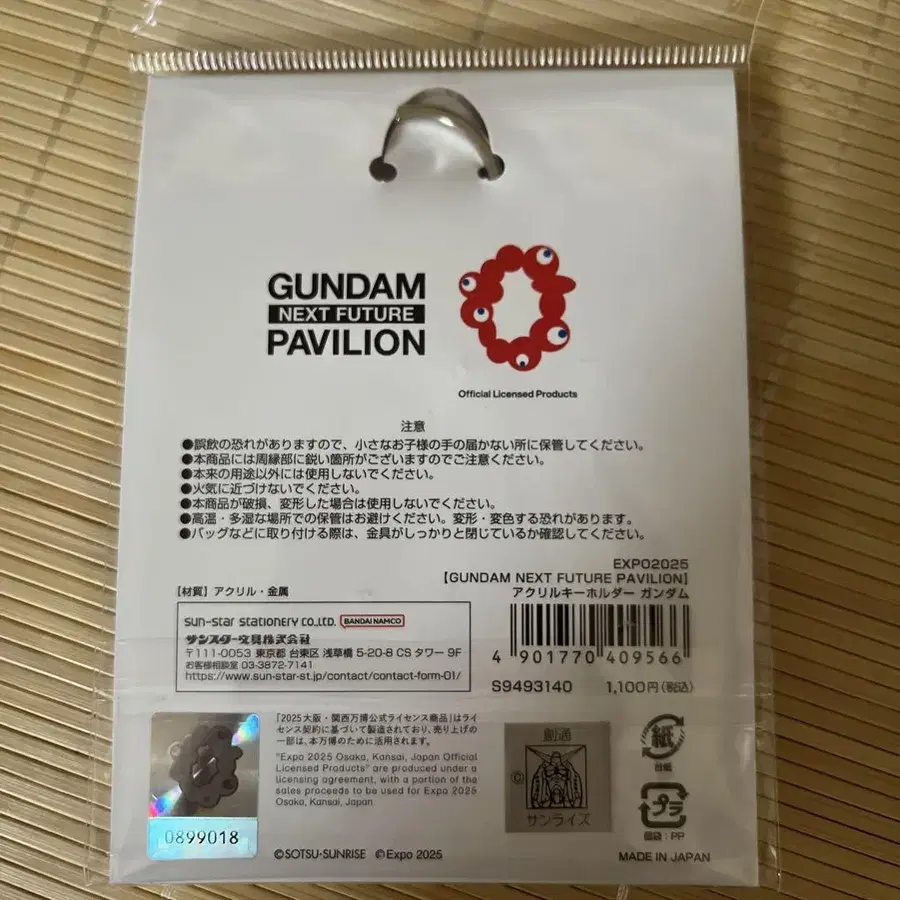 GUNDAM
NEXT FUTURE
PAVILION
Official Licensed Products
注意
●誤飲の恐れがありますので、小さなお子様の手の届かない所に保管してください。
●本商品には周縁部に鋭い箇所がございますのでご注意ください。
●本来の用途以外には使用しないでください。
●火気に近づけないでください。
●本商品が破損、変形した場合は使用しないでください。
●高温・多湿な場所での保管はお避けください。変形・変色する恐れがあります。
●バッグなどに取り付ける際は、金具がしっかりと閉じているか確認してください。
EXPO2025
【GUNDAM NEXT FUTURE PAVILION】
アクリルキーホルダー ガンダム
【材質】アクリル・金属
sun-star stationery co.,LTD. BANDAI NAMCO
サンスター文具株式会社
〒111-0053 東京都 台東区 浅草橋 5-20-8 CS タワー 9F
お客様相談室 03-3872-7141
https://www.sun-star-st.jp/contact/contact-form-01/
4 901770 409566
S9493140 1,100円(税込)
「2025大阪・関西万博公式ライセンス商品」はライ
センス契約に基づいて製造されており、売り上げの
一部は、本万博のために活用されます。
"Expo 2025 Osaka, Kansai, Japan Official
Licensed Products" are produced under a
licensing agreement, with a portion of the
sales proceeds to be used for Expo 2025
Osaka, Kansai, Japan.
0899018
創通
©
サンライズ
紙
台紙
プラ
個袋：PP
©SOTSU・SUNRISE ©Expo 2025
MADE IN JAPAN